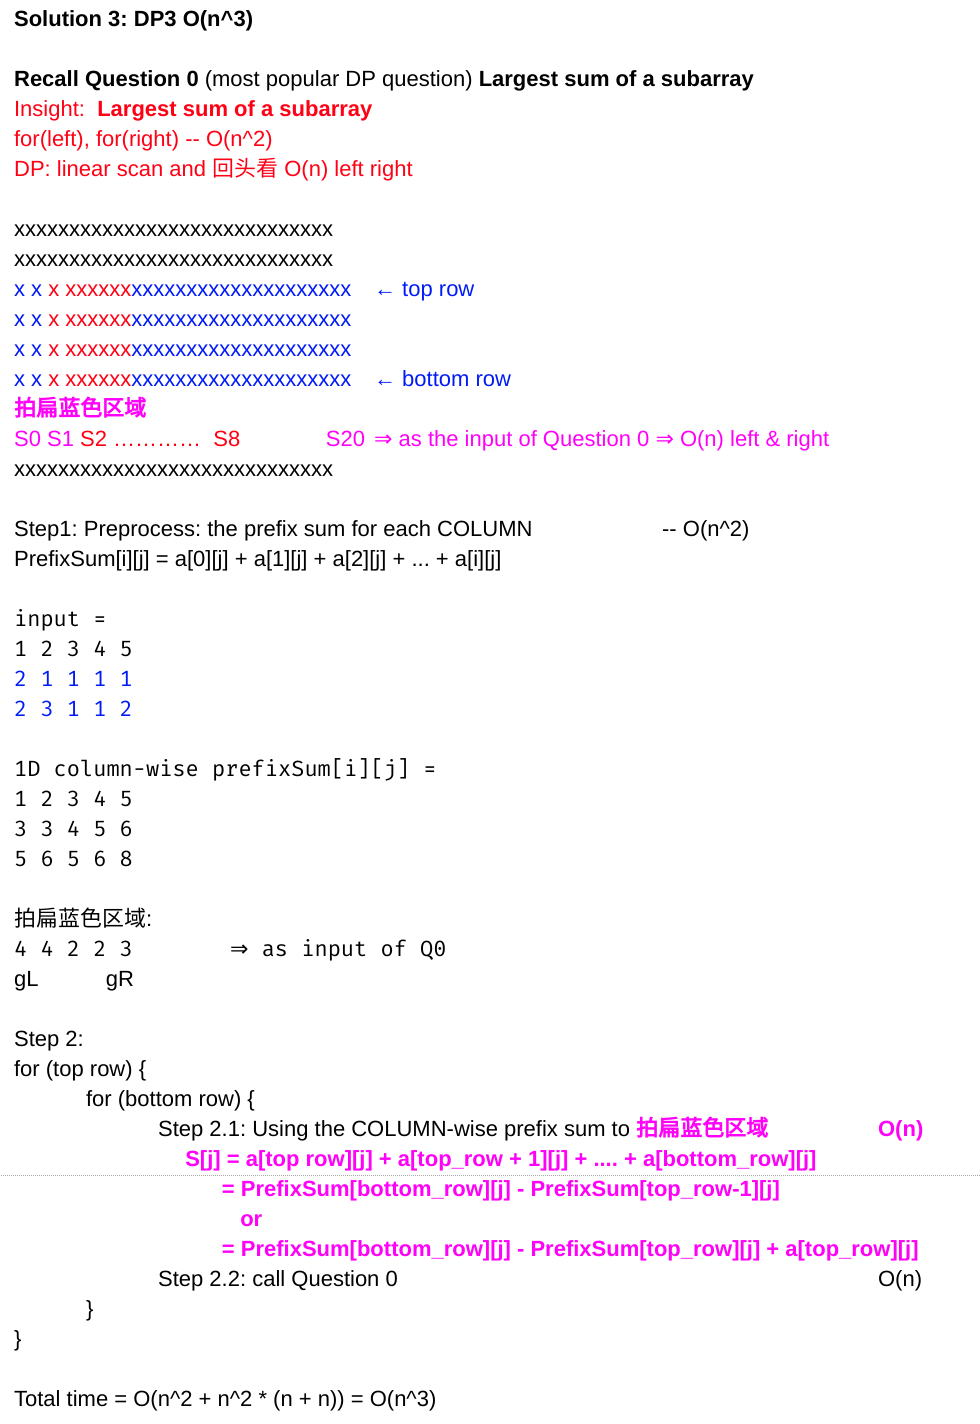 Solution 3: DP3 O(n^3)
Recall Question 0 (most popular DP question) Largest sum of a subarray
Insight:  Largest sum of a subarray
for(left), for(right) -- O(n^2)
DP: linear scan and 回头看 O(n) left right
xxxxxxxxxxxxxxxxxxxxxxxxxxxxx
xxxxxxxxxxxxxxxxxxxxxxxxxxxxx
x x x xxxxxxxxxxxxxxxxxxxxxxxxxx ← top row
x x x xxxxxxxxxxxxxxxxxxxxxxxxxx
x x x xxxxxxxxxxxxxxxxxxxxxxxxxx
x x x xxxxxxxxxxxxxxxxxxxxxxxxxx ← bottom row
拍扁蓝色区域
S0 S1 S2 ………… S8 S20 ⇒ as the input of Question 0 ⇒ O(n) left & right
xxxxxxxxxxxxxxxxxxxxxxxxxxxxx
Step1: Preprocess: the prefix sum for each COLUMN -- O(n^2)
PrefixSum[i][j] = a[0][j] + a[1][j] + a[2][j] + ... + a[i][j]
input =
1 2 3 4 5
2 1 1 1 1
2 3 1 1 2
1D column-wise prefixSum[i][j] =
1 2 3 4 5
3 3 4 5 6
5 6 5 6 8
拍扁蓝色区域:
4 4 2 2 3 ⇒ as input of Q0
gL gR
Step 2:
for (top row) {
for (bottom row) {
Step 2.1: Using the COLUMN-wise prefix sum to 拍扁蓝色区域 O(n)
S[j] = a[top row][j] + a[top_row + 1][j] + .... + a[bottom_row][j]
= PrefixSum[bottom_row][j] - PrefixSum[top_row-1][j]
or
= PrefixSum[bottom_row][j] - PrefixSum[top_row][j] + a[top_row][j]
Step 2.2: call Question 0 O(n)
}
}
Total time = O(n^2 + n^2 * (n + n)) = O(n^3)